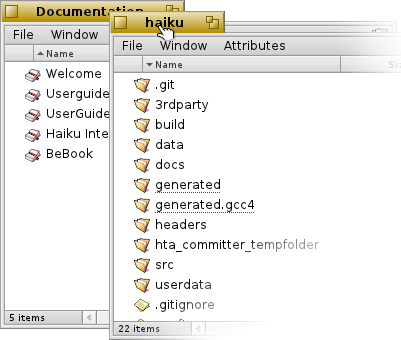 Documentation
File Window
Name
Welcome
Userguide
UserGuide
Haiku Inte
BeBook
5 items
haiku
File Window Attributes
Name
.git
3rdparty
build
data
docs
generated
generated.gcc4
headers
hta_committer_tempfolder
src
userdata
.gitignore
22 items